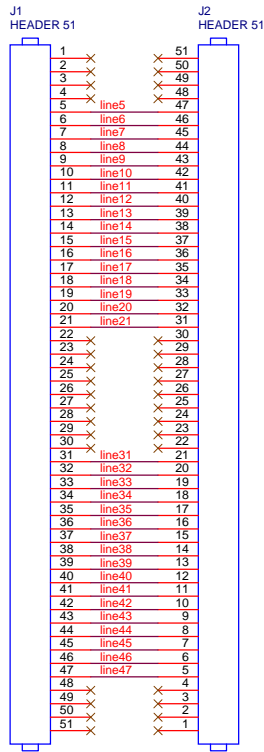 J1 J2
HEADER 51 HEADER 51
1 51
2 50
3 49
4 48
5 line5 47
6 line6 46
7 line7 45
8 line8 44
9 line9 43
10 line10 42
11 line11 41
12 line12 40
13 line13 39
14 line14 38
15 line15 37
16 line16 36
17 line17 35
18 line18 34
19 line19 33
20 line20 32
21 line21 31
22 30
23 29
24 28
25 27
26 26
27 25
28 24
29 23
30 22
31 line31 21
32 line32 20
33 line33 19
34 line34 18
35 line35 17
36 line36 16
37 line37 15
38 line38 14
39 line39 13
40 line40 12
41 line41 11
42 line42 10
43 line43 9
44 line44 8
45 line45 7
46 line46 6
47 line47 5
48 4
49 3
50 2
51 1